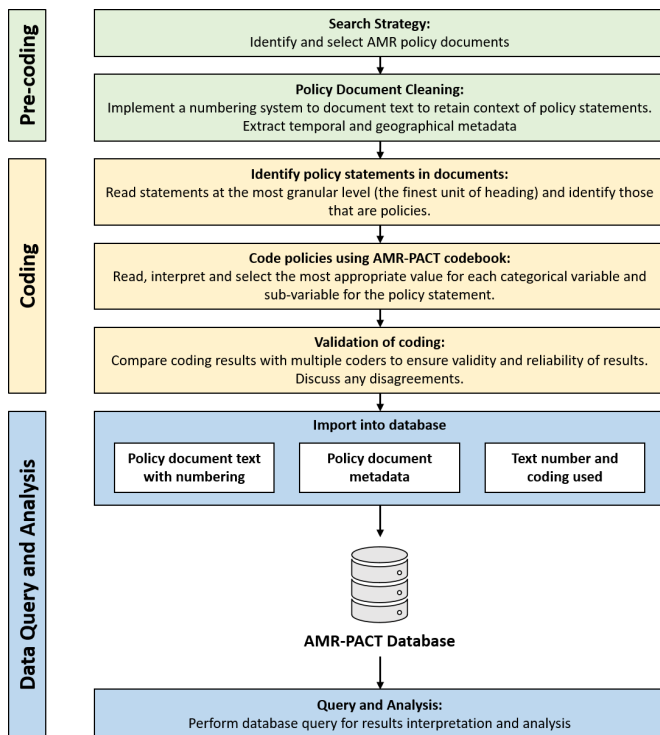 Pre-coding
Search Strategy:
Identify and select AMR policy documents
Policy Document Cleaning:
Implement a numbering system to document text to retain context of policy statements.
Extract temporal and geographical metadata
Coding
Identify policy statements in documents:
Read statements at the most granular level (the finest unit of heading) and identify those
that are policies.
Code policies using AMR-PACT codebook:
Read, interpret and select the most appropriate value for each categorical variable and
sub-variable for the policy statement.
Validation of coding:
Compare coding results with multiple coders to ensure validity and reliability of results.
Discuss any disagreements.
Data Query and Analysis
Import into database
Policy document text
with numbering
Policy document
metadata
Text number and
coding used
AMR-PACT Database
Query and Analysis:
Perform database query for results interpretation and analysis